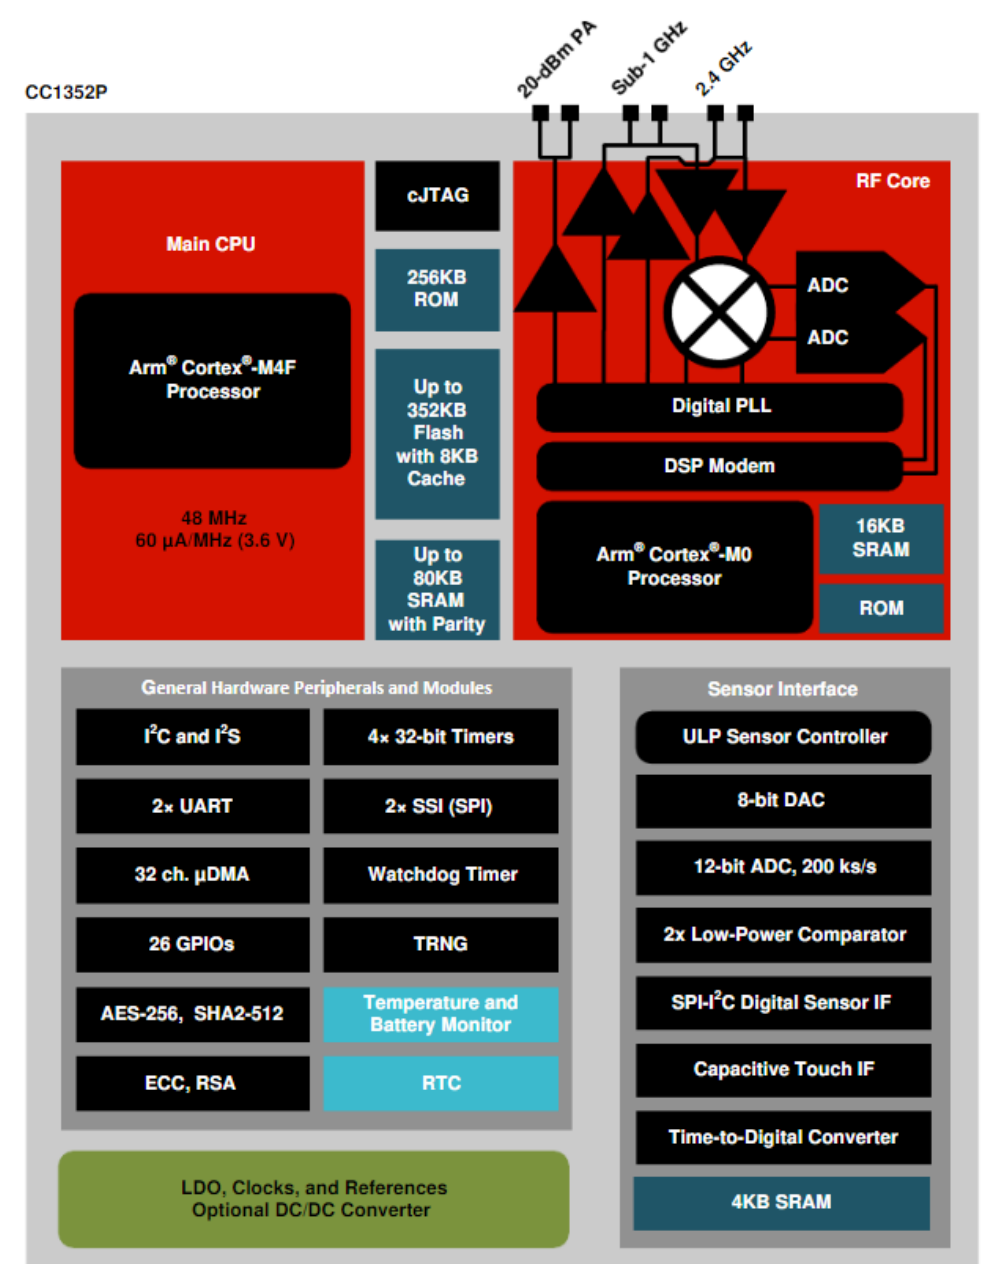 20-dBm PA
Sub-1 GHz
2.4 GHz
CC1352P
Main CPU
Arm® Cortex®-M4F
Processor
48 MHz
60 µA/MHz (3.6 V)
cJTAG
256KB
ROM
Up to
352KB
Flash
with 8KB
Cache
Up to
80KB
SRAM
with Parity
RF Core
ADC
ADC
Digital PLL
DSP Modem
Arm® Cortex®-M0
Processor
16KB
SRAM
ROM
General Hardware Peripherals and Modules
I²C and I²S
4× 32-bit Timers
2× UART
2× SSI (SPI)
32 ch. µDMA
Watchdog Timer
26 GPIOs
TRNG
AES-256, SHA2-512
Temperature and
Battery Monitor
ECC, RSA
RTC
LDO, Clocks, and References
Optional DC/DC Converter
Sensor Interface
ULP Sensor Controller
8-bit DAC
12-bit ADC, 200 ks/s
2x Low-Power Comparator
SPI-I²C Digital Sensor IF
Capacitive Touch IF
Time-to-Digital Converter
4KB SRAM